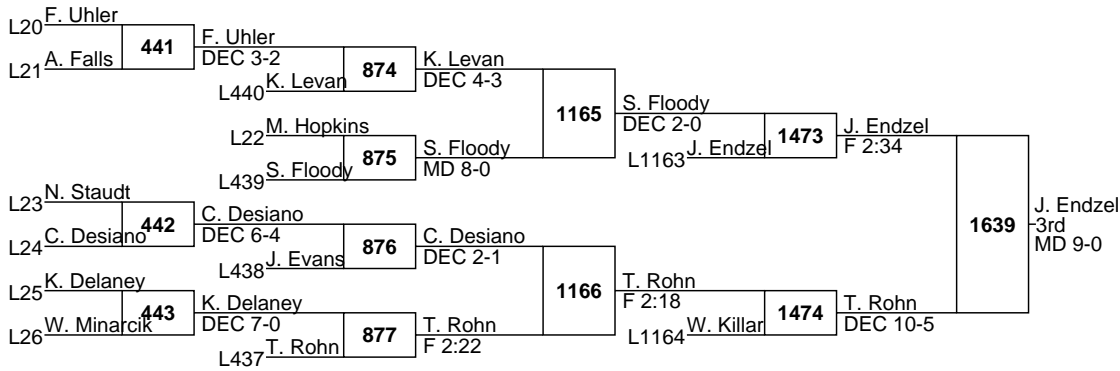 L20 F. Uhler
L21 A. Falls
441
F. Uhler
DEC 3-2
L440 K. Levan
874
K. Levan
DEC 4-3
L22 M. Hopkins
L439 S. Floody
875
S. Floody
MD 8-0
1165
S. Floody
DEC 2-0
L1163 J. Endzel
1473
J. Endzel
F 2:34
L23 N. Staudt
L24 C. Desiano
442
C. Desiano
DEC 6-4
L438 J. Evans
876
C. Desiano
DEC 2-1
L25 K. Delaney
L26 W. Minarcik
443
K. Delaney
DEC 7-0
L437 T. Rohn
877
T. Rohn
F 2:22
1166
T. Rohn
F 2:18
L1164 W. Killar
1474
T. Rohn
DEC 10-5
1639
J. Endzel
3rd
MD 9-0